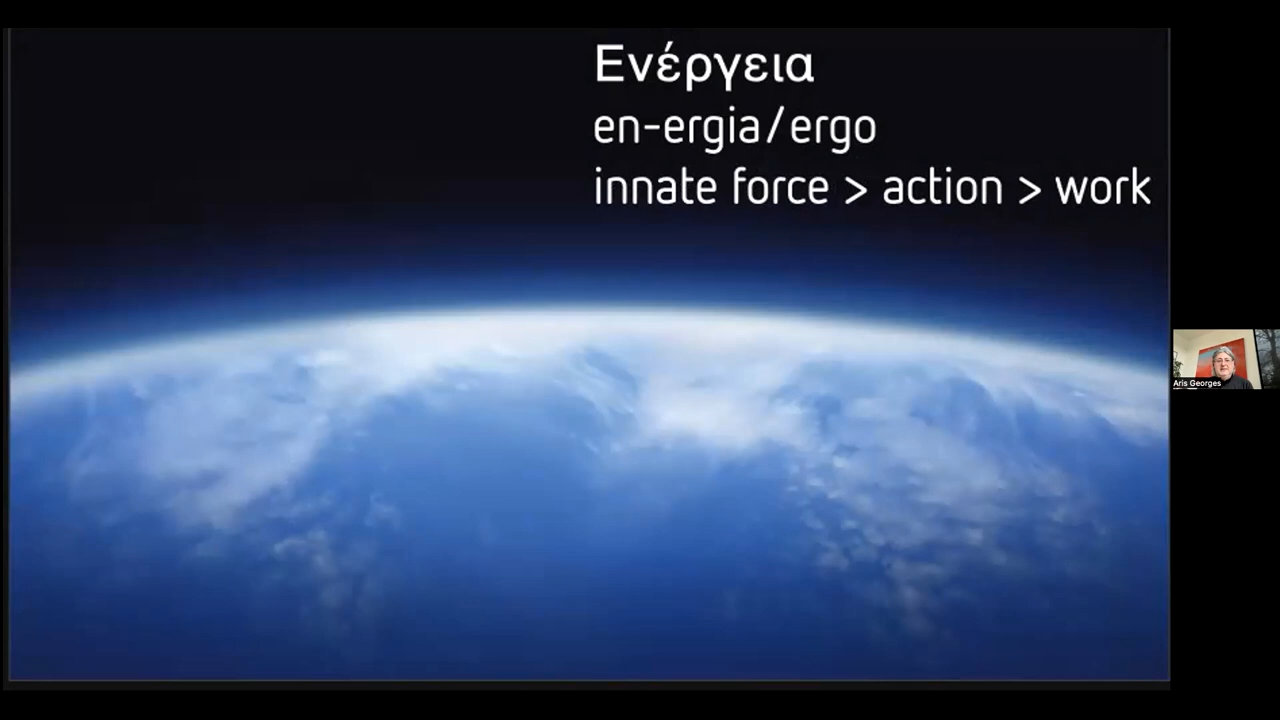 Ενέργεια
en-ergia/ergo
innate force > action > work
Aris Georges